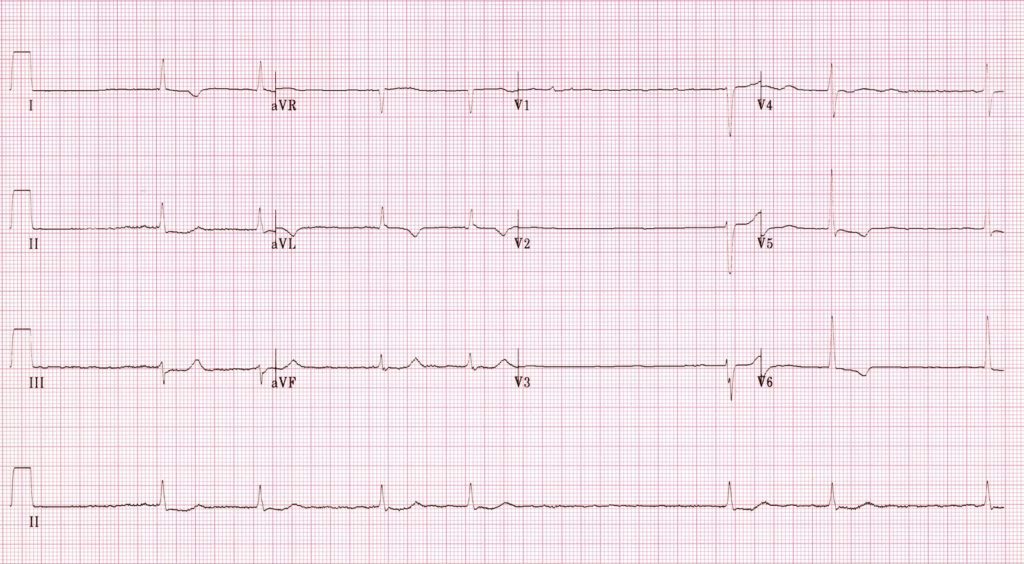 I aVR V1 V4
II aVL V2 V5
III aVF V3 V6
II